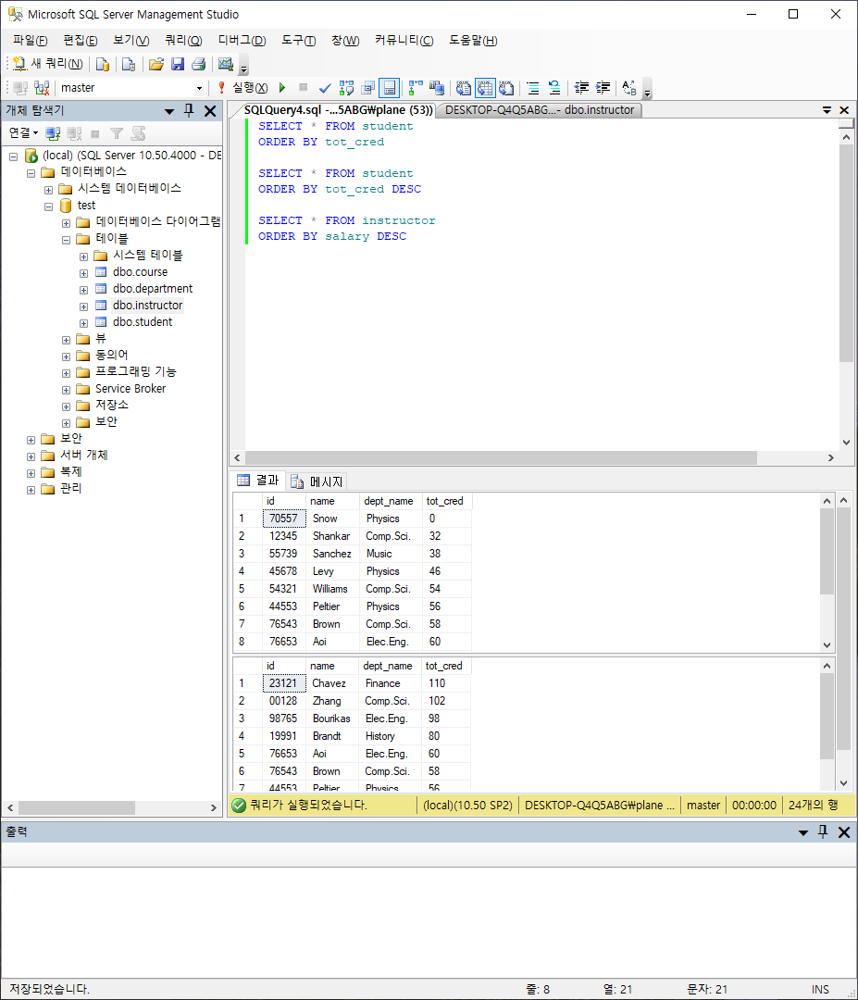 Microsoft SQL Server Management Studio
파일(F) 편집(E) 보기(V) 쿼리(Q) 디버그(D) 도구(T) 창(W) 커뮤니티(C) 도움말(H)
새 쿼리(N)
master 실행(X)
개체 탐색기
연결
(local) (SQL Server 10.50.4000 - DE
데이터베이스
시스템 데이터베이스
test
데이터베이스 다이어그램
테이블
시스템 테이블
dbo.course
dbo.department
dbo.instructor
dbo.student
뷰
동의어
프로그래밍 기능
Service Broker
저장소
보안
보안
서버 개체
복제
관리
SQLQuery4.sql -...5ABG₩plane (53)) DESKTOP-Q4Q5ABG...- dbo.instructor
SELECT * FROM student
ORDER BY tot_cred
SELECT * FROM student
ORDER BY tot_cred DESC
SELECT * FROM instructor
ORDER BY salary DESC
결과 메시지
id name dept_name tot_cred
1 70557 Snow Physics 0
2 12345 Shankar Comp.Sci. 32
3 55739 Sanchez Music 38
4 45678 Levy Physics 46
5 54321 Williams Comp.Sci. 54
6 44553 Peltier Physics 56
7 76543 Brown Comp.Sci. 58
8 76653 Aoi Elec.Eng. 60
id name dept_name tot_cred
1 23121 Chavez Finance 110
2 00128 Zhang Comp.Sci. 102
3 98765 Bourikas Elec.Eng. 98
4 19991 Brandt History 80
5 76653 Aoi Elec.Eng. 60
6 76543 Brown Comp.Sci. 58
7 44553 Peltier Physics 56
쿼리가 실행되었습니다. (local)(10.50 SP2) DESKTOP-Q4Q5ABG₩plane ... master 00:00:00 24개의 행
출력
저장되었습니다. 줄: 8 열: 21 문자: 21 INS